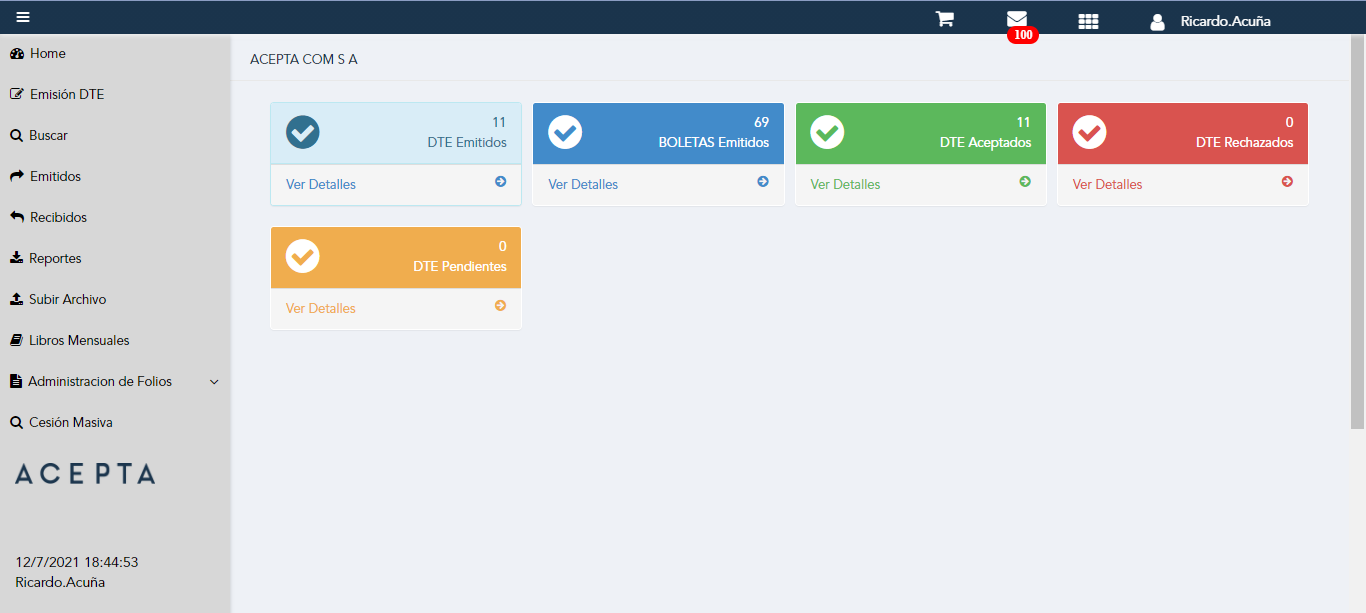 Ricardo.Acuña
100
Home
Emisión DTE
Buscar
Emitidos
Recibidos
Reportes
Subir Archivo
Libros Mensuales
Administracion de Folios
Cesión Masiva
ACEPTA
12/7/2021 18:44:53
Ricardo.Acuña
ACEPTA COM S A
11
DTE Emitidos
Ver Detalles
69
BOLETAS Emitidos
Ver Detalles
11
DTE Aceptados
Ver Detalles
0
DTE Rechazados
Ver Detalles
0
DTE Pendientes
Ver Detalles